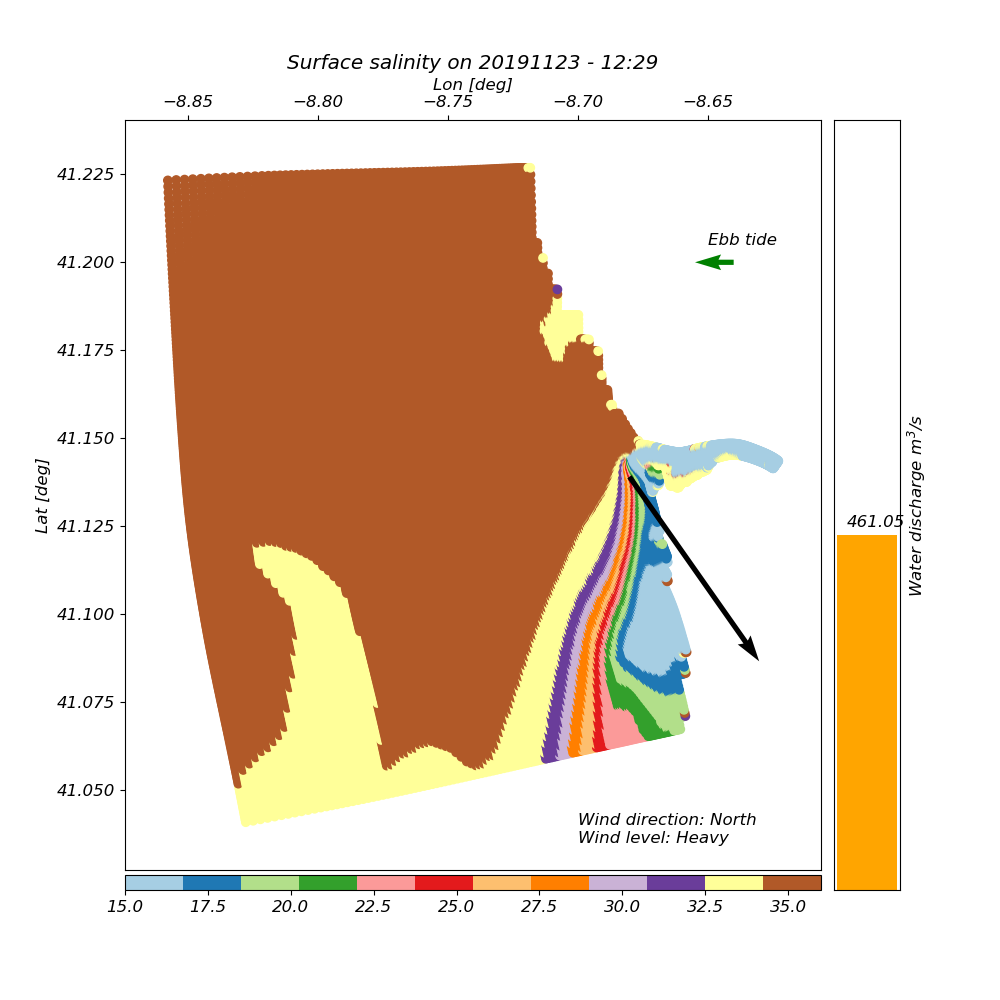 Surface salinity on 20191123 - 12:29
Lon [deg]
−8.85 −8.80 −8.75 −8.70 −8.65
41.225
41.200
41.175
41.150
41.125
41.100
41.075
41.050
Lat [deg]
Ebb tide
461.05
Water discharge m³/s
Wind direction: North
Wind level: Heavy
15.0 17.5 20.0 22.5 25.0 27.5 30.0 32.5 35.0